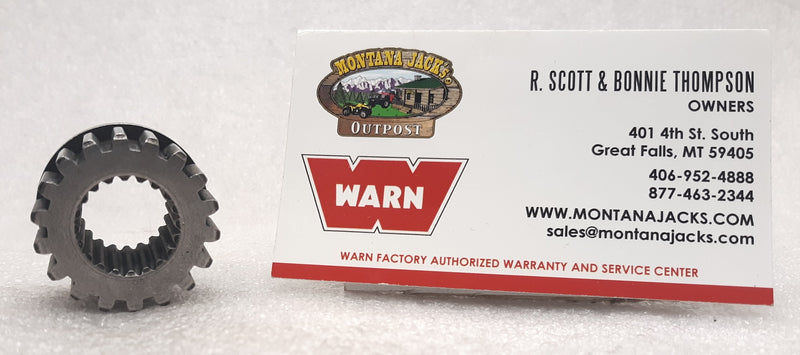 MONTANA JACK'S
OUTPOST
WARN
R. SCOTT & BONNIE THOMPSON
OWNERS
401 4th St. South
Great Falls, MT 59405
406-952-4888
877-463-2344
WWW.MONTANAJACKS.COM
sales@montanajacks.com
WARN FACTORY AUTHORIZED WARRANTY AND SERVICE CENTER